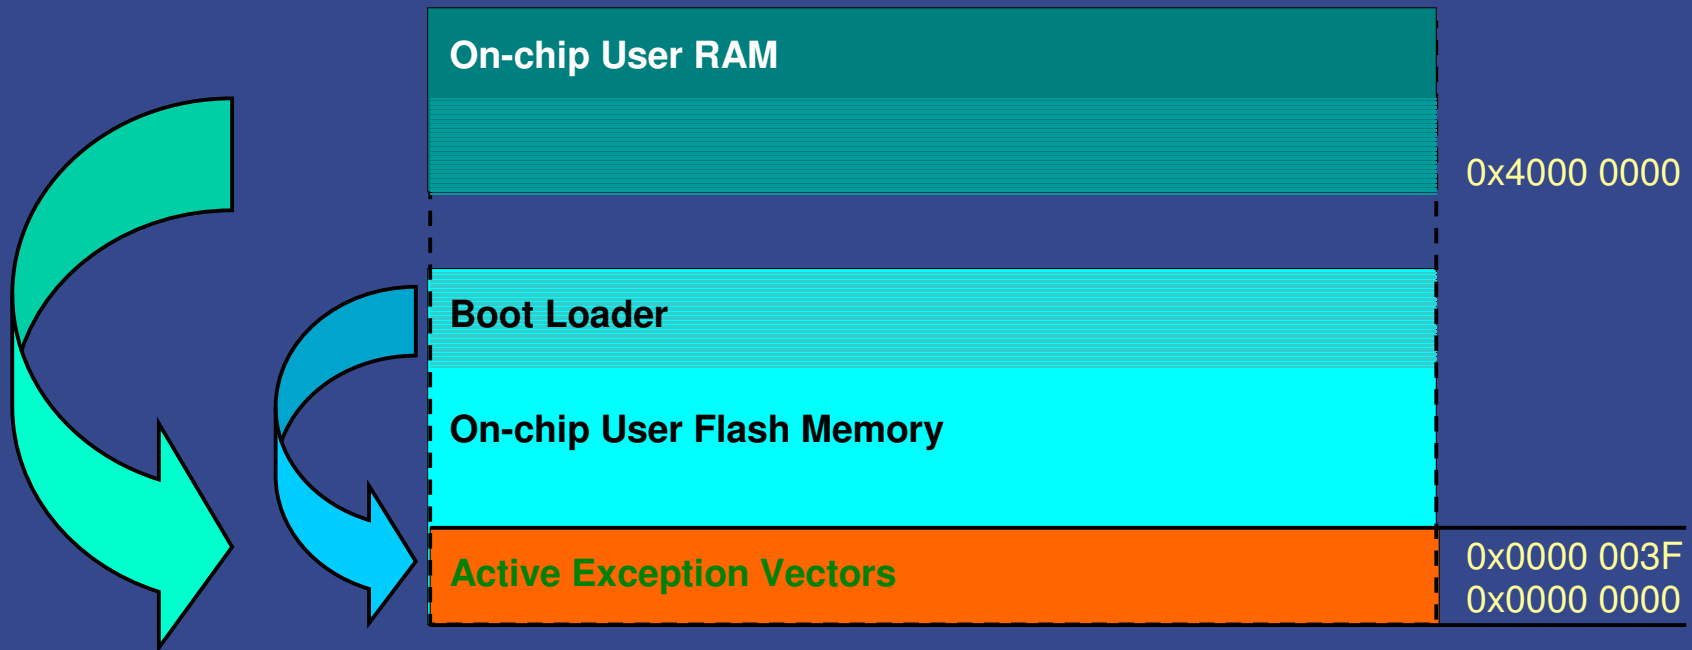 On-chip User RAM
0x4000 0000
Boot Loader
On-chip User Flash Memory
Active Exception Vectors
0x0000 003F
0x0000 0000